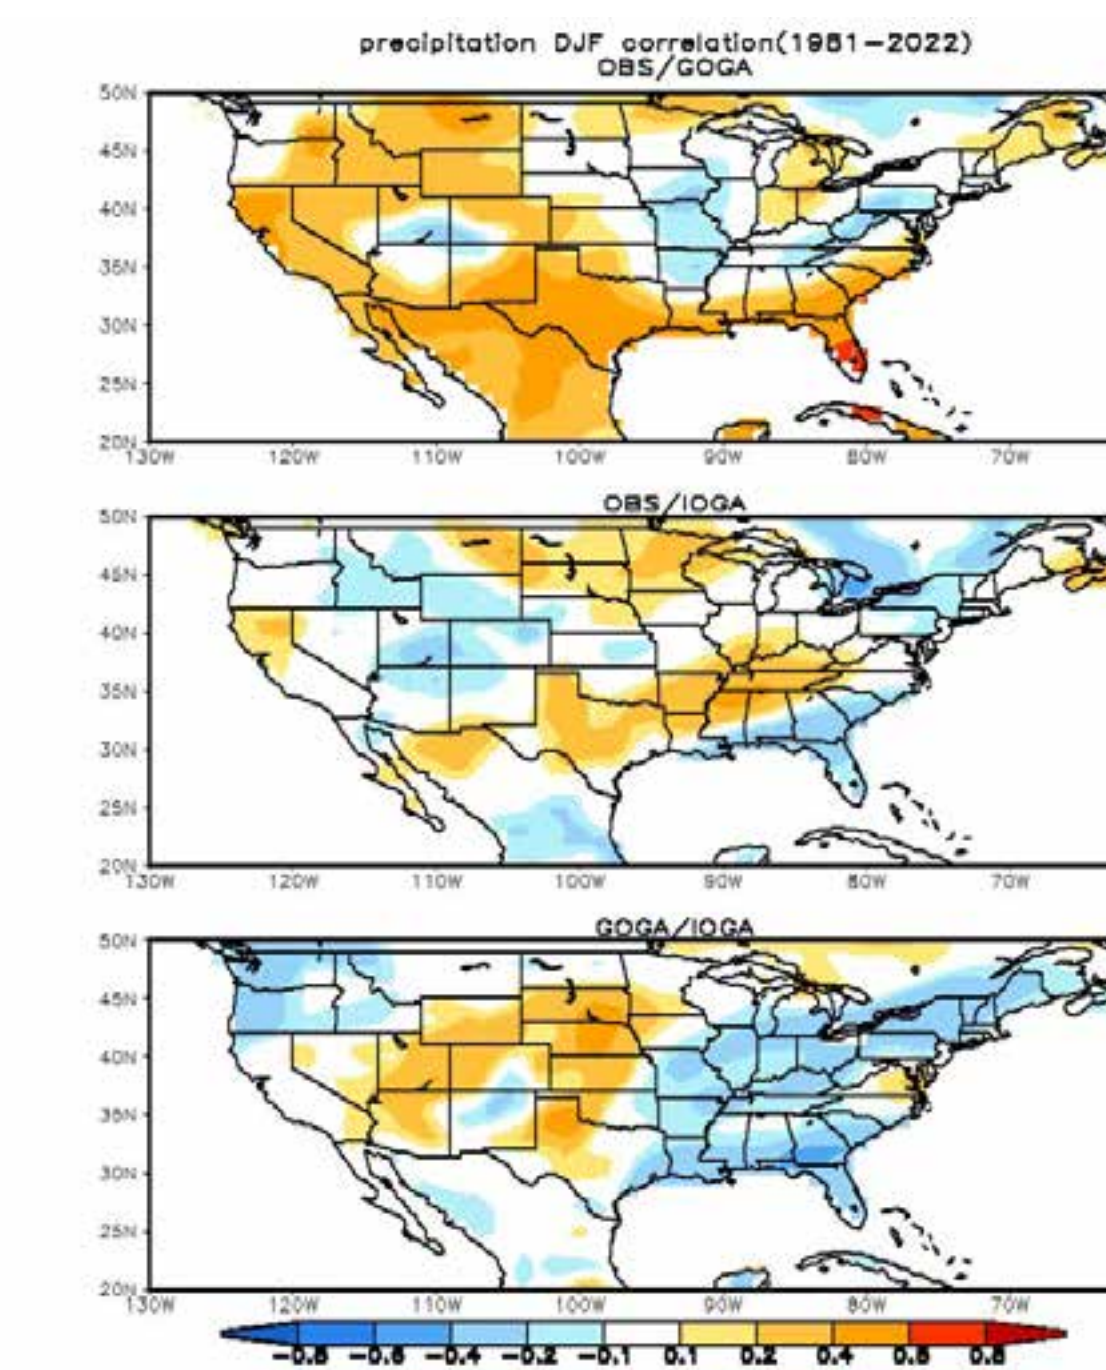 precipitation DJF correlation(1981-2022)
OBS/GOGA
50N
45N
40N
35N
30N
25N
20N
130W 120W 110W 100W 90W 80W 70W
OBS/IOGA
50N
45N
40N
35N
30N
25N
20N
130W 120W 110W 100W 90W 80W 70W
GOGA/IOGA
50N
45N
40N
35N
30N
25N
20N
130W 120W 110W 100W 90W 80W 70W
-0.8 -0.6 -0.4 -0.2 -0.1 0.1 0.2 0.4 0.6 0.8